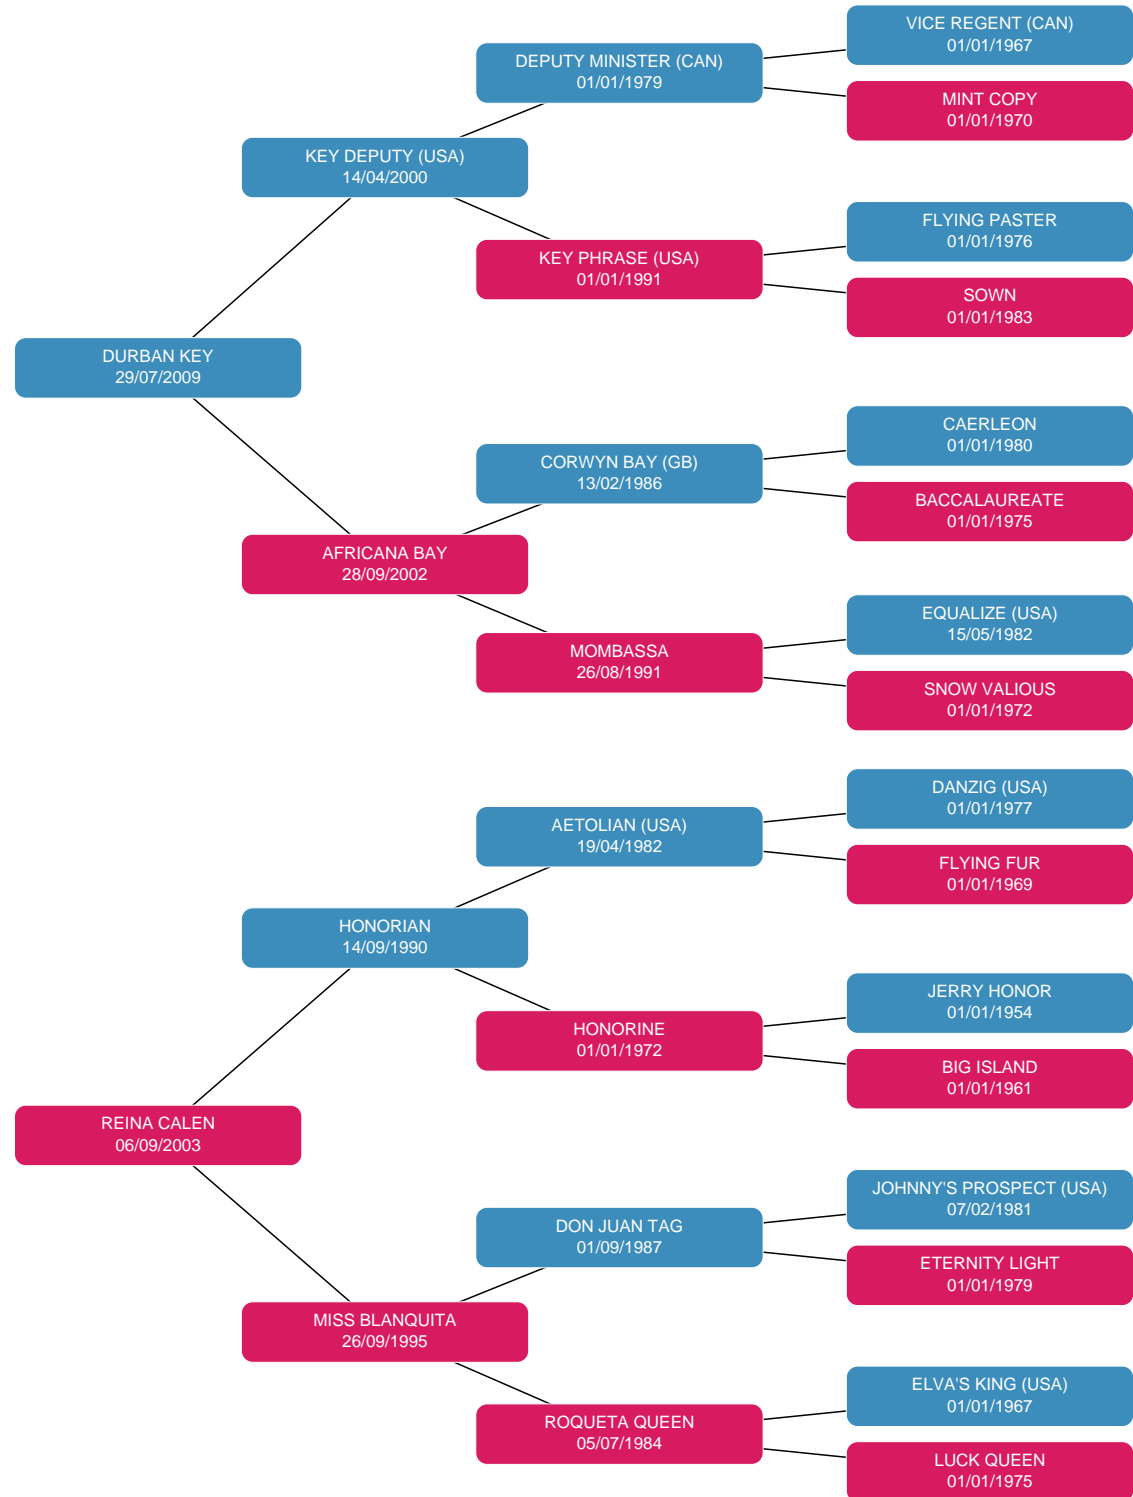 VICE REGENT (CAN)
01/01/1967
DEPUTY MINISTER (CAN)
01/01/1979
MINT COPY
01/01/1970
KEY DEPUTY (USA)
14/04/2000
FLYING PASTER
01/01/1976
KEY PHRASE (USA)
01/01/1991
SOWN
01/01/1983
DURBAN KEY
29/07/2009
CAERLEON
01/01/1980
CORWYN BAY (GB)
13/02/1986
BACCALAUREATE
01/01/1975
AFRICANA BAY
28/09/2002
EQUALIZE (USA)
15/05/1982
MOMBASSA
26/08/1991
SNOW VALIOUS
01/01/1972
DANZIG (USA)
01/01/1977
AETOLIAN (USA)
19/04/1982
FLYING FUR
01/01/1969
HONORIAN
14/09/1990
JERRY HONOR
01/01/1954
HONORINE
01/01/1972
BIG ISLAND
01/01/1961
REINA CALEN
06/09/2003
JOHNNY'S PROSPECT (USA)
07/02/1981
DON JUAN TAG
01/09/1987
ETERNITY LIGHT
01/01/1979
MISS BLANQUITA
26/09/1995
ELVA'S KING (USA)
01/01/1967
ROQUETA QUEEN
05/07/1984
LUCK QUEEN
01/01/1975